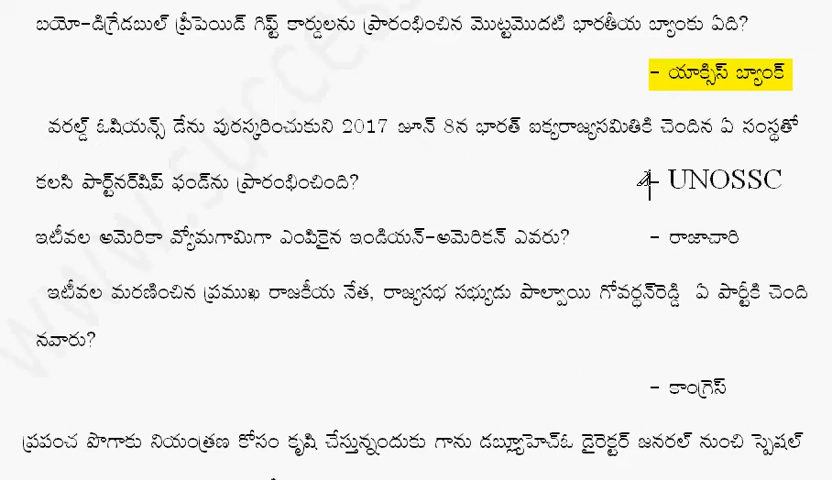 బయో-డిగ్రేడబుల్ ప్రీపెయిడ్ గిఫ్ట్ కార్డులను ప్రారంభించిన మొట్టమొదటి భారతీయ బ్యాంకు ఏది?
- యాక్సిస్ బ్యాంక్
వరల్డ్ ఓషియన్స్ డేను పురస్కరించుకుని 2017 జూన్ 8న భారత్ ఐక్యరాజ్యసమితికి చెందిన ఏ సంస్థతో
కలసి పార్ట్‌నర్‌షిప్ ఫండ్‌ను ప్రారంభించింది? - UNOSSC
ఇటీవల అమెరికా వ్యోమగామిగా ఎంపికైన ఇండియన్-అమెరికన్ ఎవరు? - రాజాచారి
ఇటీవల మరణించిన ప్రముఖ రాజకీయ నేత, రాజ్యసభ సభ్యుడు పాల్వాయి గోవర్ధన్‌రెడ్డి ఏ పార్టీకి చెంది
నవారు?
- కాంగ్రెస్
ప్రపంచ పొగాకు నియంత్రణ కోసం కృషి చేస్తున్నందుకు గాను డబ్ల్యూహెచ్ఓ డైరెక్టర్ జనరల్ నుంచి స్పెషల్
www.success